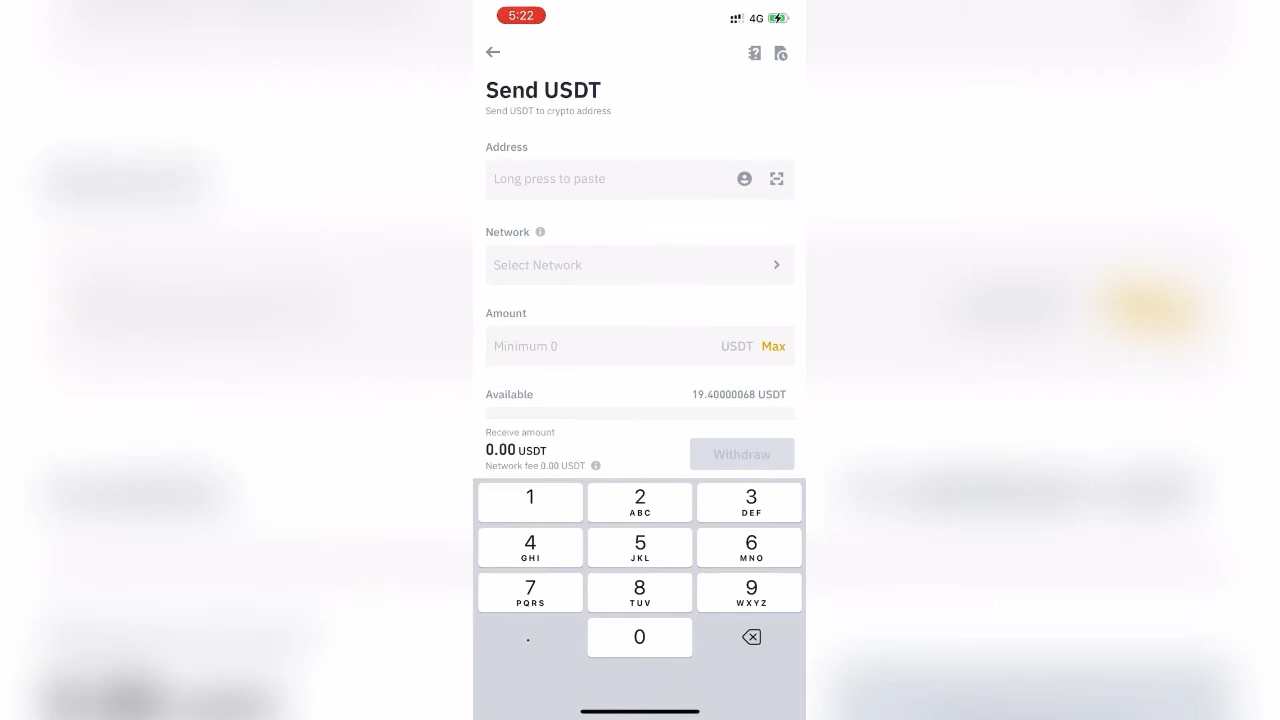 5:22
4G
Send USDT
Send USDT to crypto address
Address
Long press to paste
Network
Select Network
Amount
Minimum 0 USDT Max
Available 19.40000068 USDT
Receive amount
0.00 USDT
Network fee 0.00 USDT
Withdraw
1 2 3
ABC DEF
4 5 6
GHI JKL MNO
7 8 9
PQRS TUV WXYZ
. 0